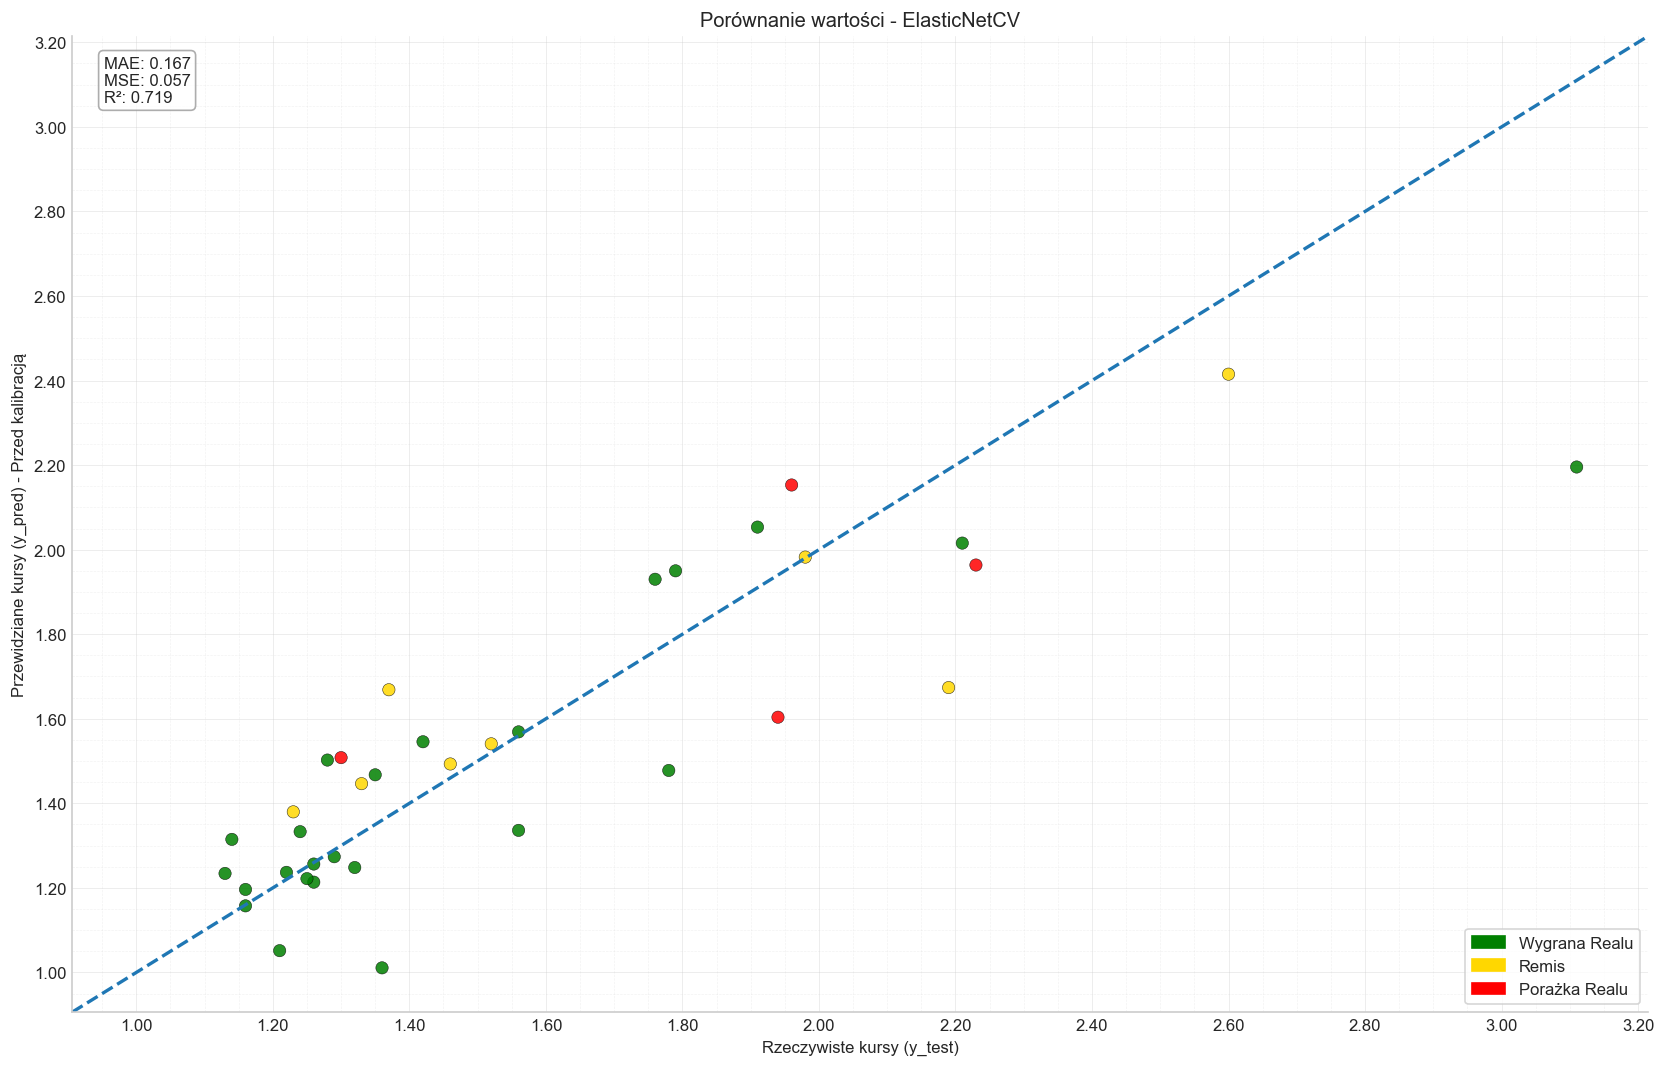 Porównanie wartości - ElasticNetCV
MAE: 0.167
MSE: 0.057
R²: 0.719
Przewidziane kursy (y_pred) - Przed kalibracją
3.20
3.00
2.80
2.60
2.40
2.20
2.00
1.80
1.60
1.40
1.20
1.00
1.00 1.20 1.40 1.60 1.80 2.00 2.20 2.40 2.60 2.80 3.00 3.20
Rzeczywiste kursy (y_test)
Wygrana Realu
Remis
Porażka Realu